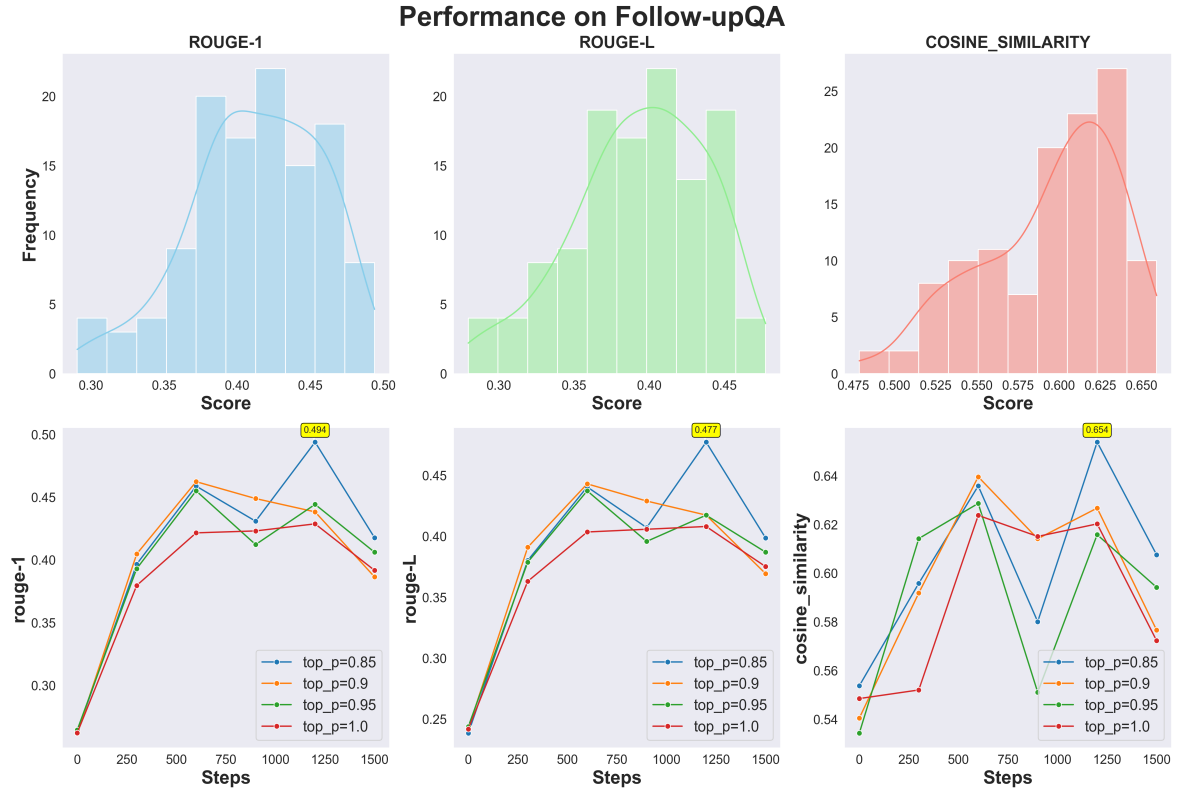 Performance on Follow-upQA
ROUGE-1
Frequency
20
15
10
5
0
0.30 0.35 0.40 0.45 0.50
Score
ROUGE-L
20
15
10
5
0
0.30 0.35 0.40 0.45
Score
COSINE_SIMILARITY
25
20
15
10
5
0
0.475 0.500 0.525 0.550 0.575 0.600 0.625 0.650
Score
rouge-1
0.50
0.45
0.40
0.35
0.30
0.494
top_p=0.85
top_p=0.9
top_p=0.95
top_p=1.0
0 250 500 750 1000 1250 1500
Steps
rouge-L
0.45
0.40
0.35
0.30
0.25
0.477
top_p=0.85
top_p=0.9
top_p=0.95
top_p=1.0
0 250 500 750 1000 1250 1500
Steps
cosine_similarity
0.64
0.62
0.60
0.58
0.56
0.54
0.654
top_p=0.85
top_p=0.9
top_p=0.95
top_p=1.0
0 250 500 750 1000 1250 1500
Steps